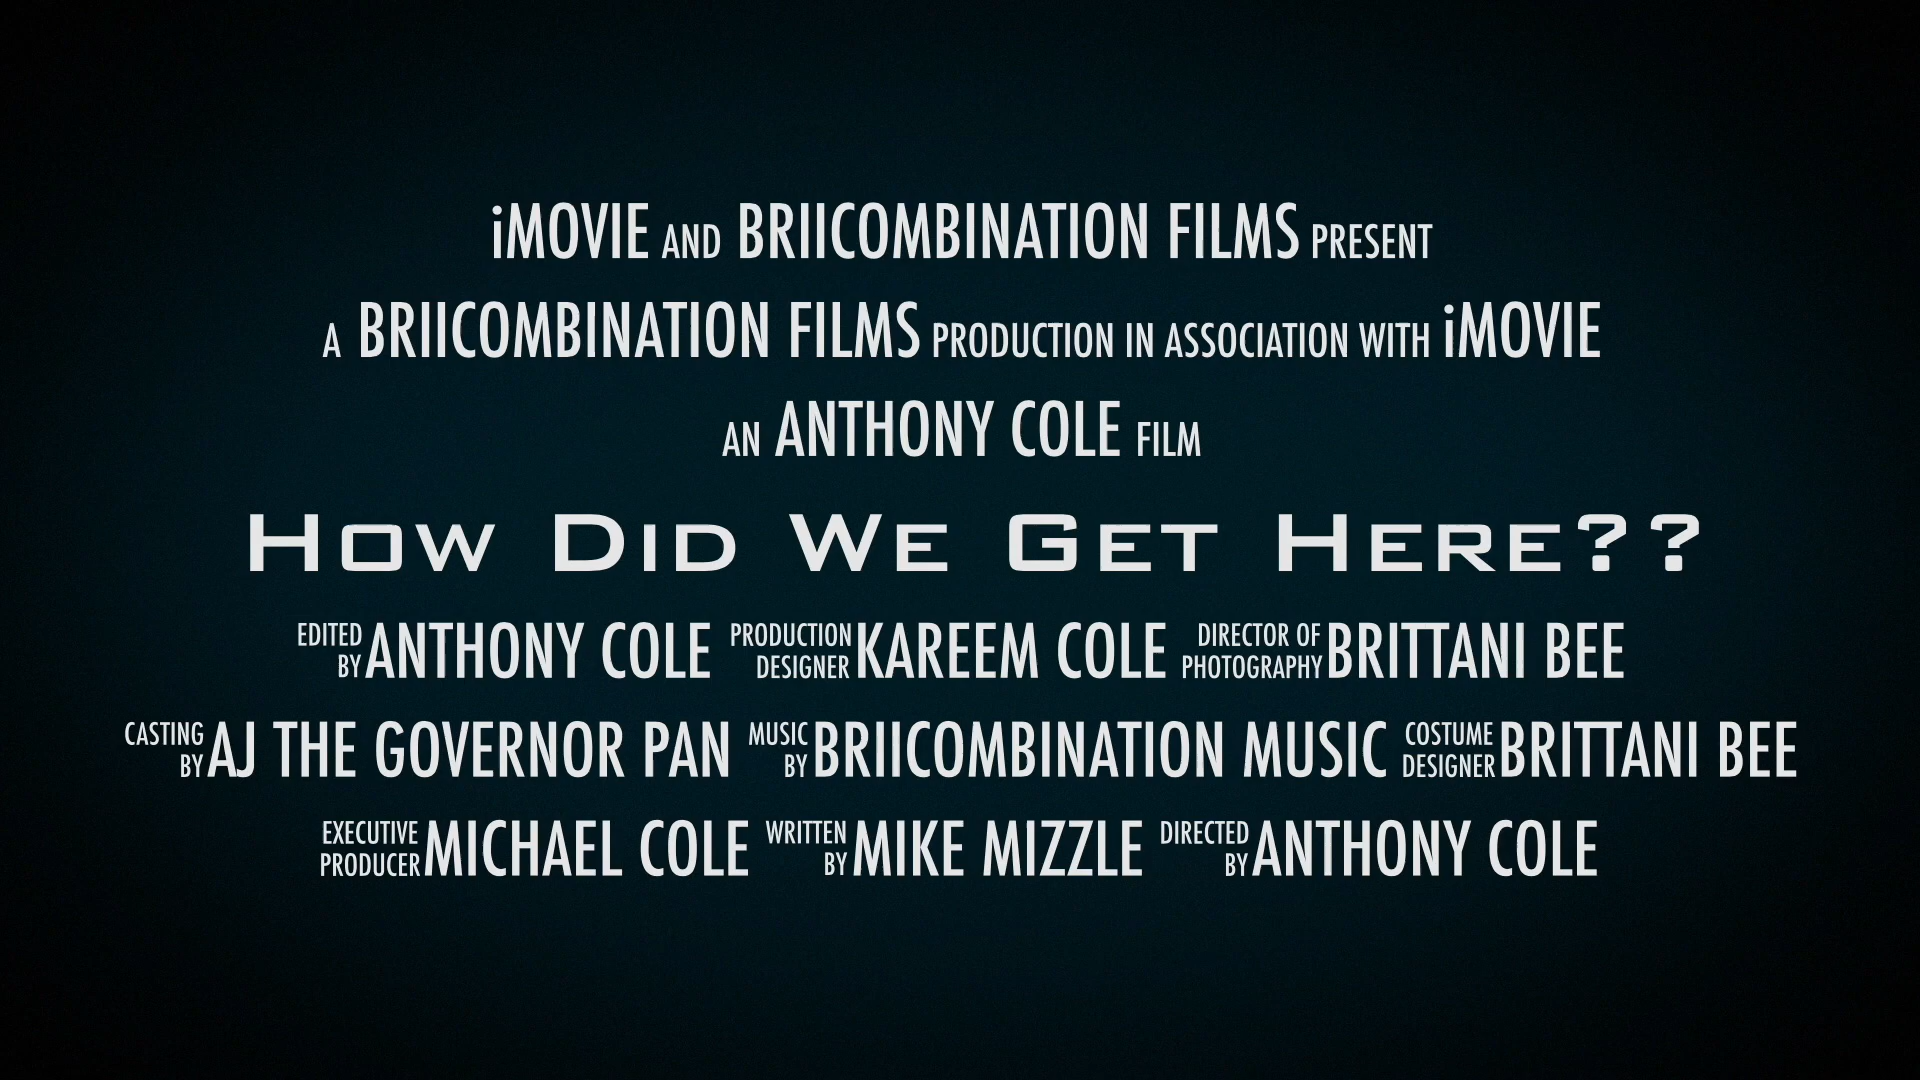 iMOVIE AND BRIICOMBINATION FILMS PRESENT
A BRIICOMBINATION FILMS PRODUCTION IN ASSOCIATION WITH iMOVIE
AN ANTHONY COLE FILM
HOW DID WE GET HERE??
EDITED BY ANTHONY COLE PRODUCTION DESIGNER KAREEM COLE DIRECTOR OF PHOTOGRAPHY BRITTANI BEE
CASTING BY AJ THE GOVERNOR PAN MUSIC BY BRIICOMBINATION MUSIC COSTUME DESIGNER BRITTANI BEE
EXECUTIVE PRODUCER MICHAEL COLE WRITTEN BY MIKE MIZZLE DIRECTED BY ANTHONY COLE